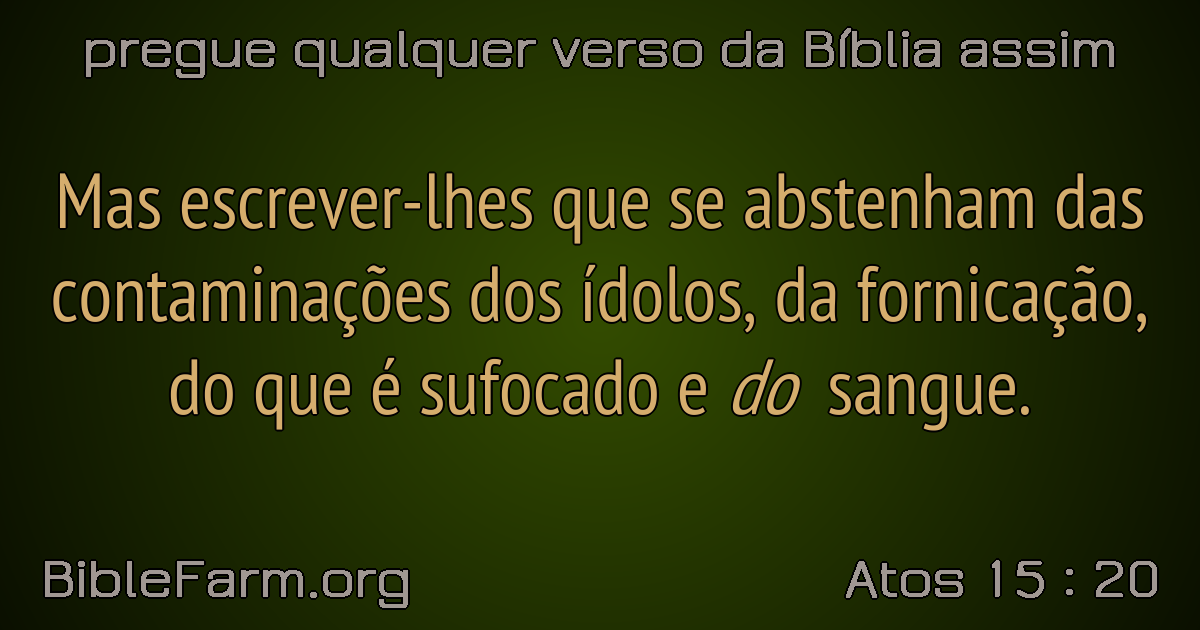 pregue qualquer verso da Bíblia assim
Mas escrever-lhes que se abstenham das
contaminações dos ídolos, da fornicação,
do que é sufocado e do sangue.
BibleFarm.org
Atos 15 : 20